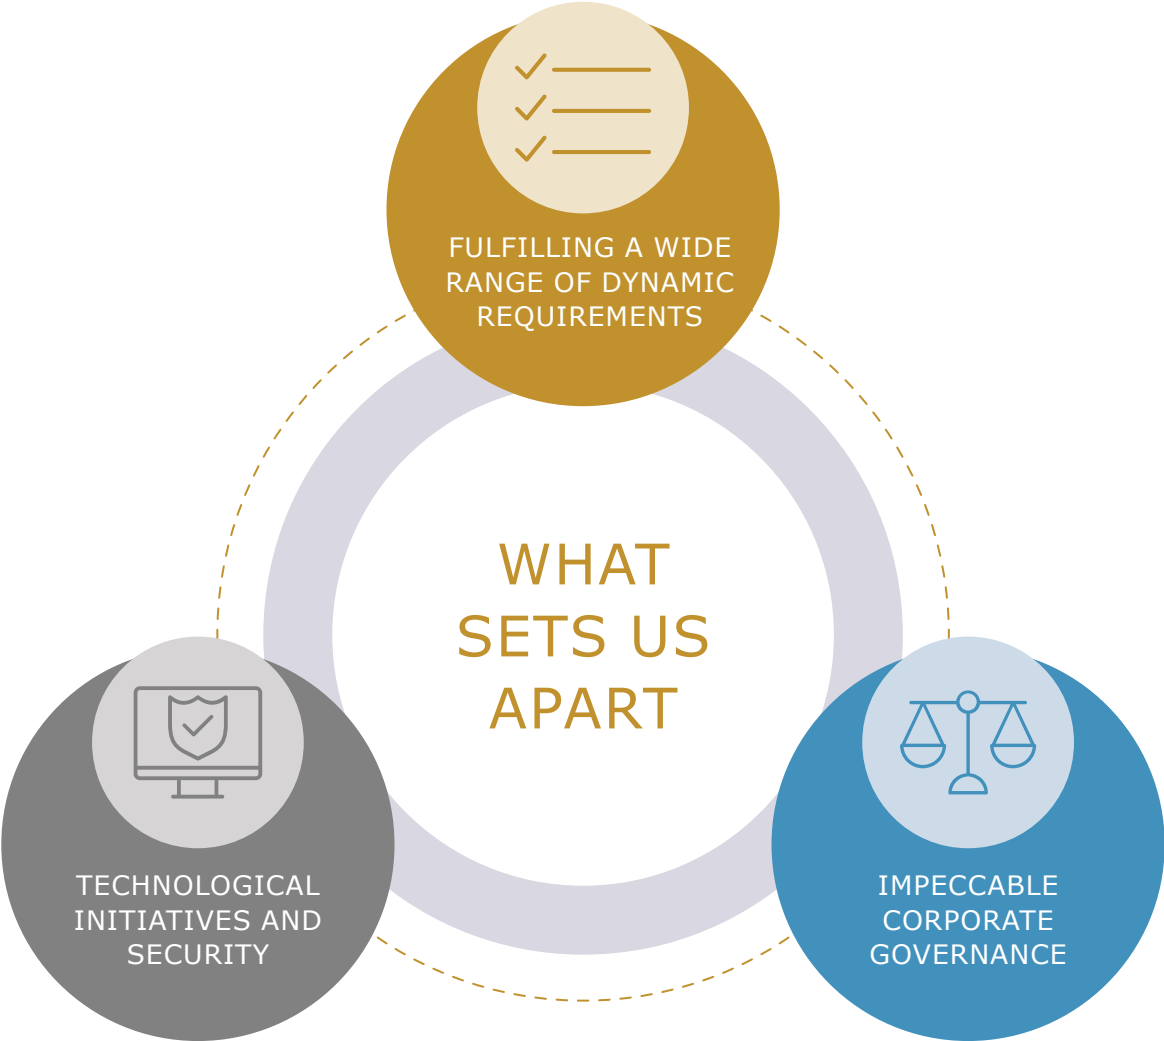 FULFILLING A WIDE
RANGE OF DYNAMIC
REQUIREMENTS
WHAT
SETS US
APART
TECHNOLOGICAL
INITIATIVES AND
SECURITY
IMPECCABLE
CORPORATE
GOVERNANCE